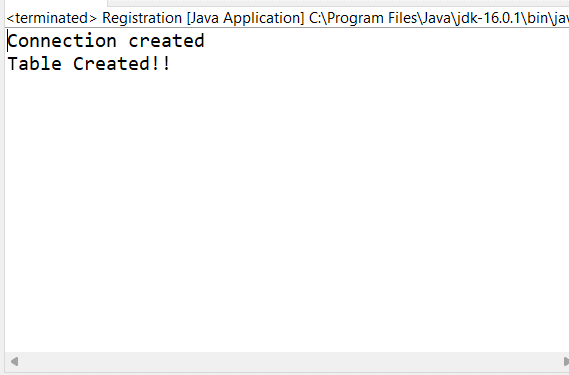 <terminated> Registration [Java Application] C:\Program Files\Java\jdk-16.0.1\bin\jav
Connection created
Table Created!!